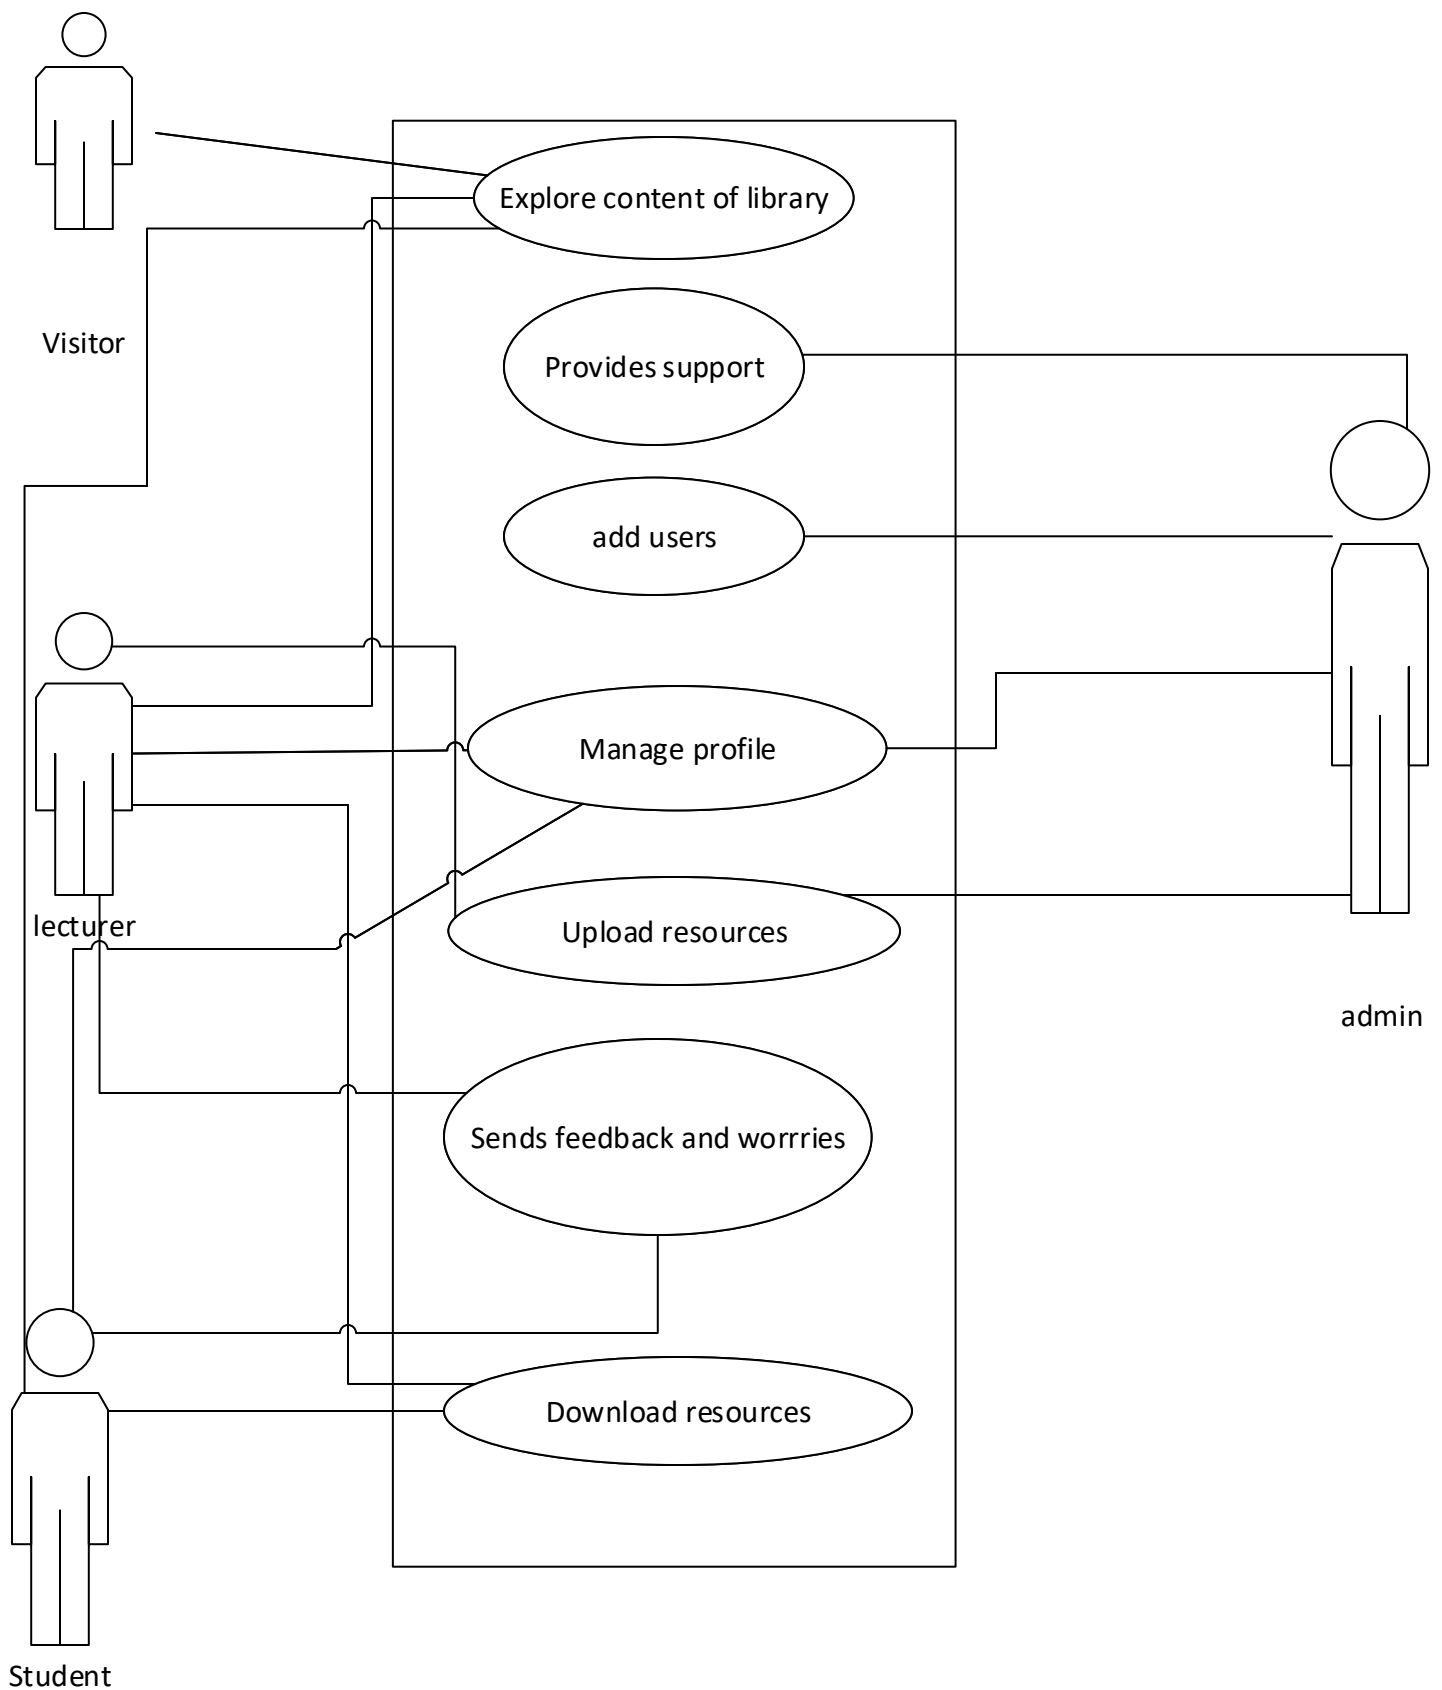 Explore content of library
Visitor
Provides support
add users
Manage profile
lecturer
Upload resources
admin
Sends feedback and worrries
Download resources
Student